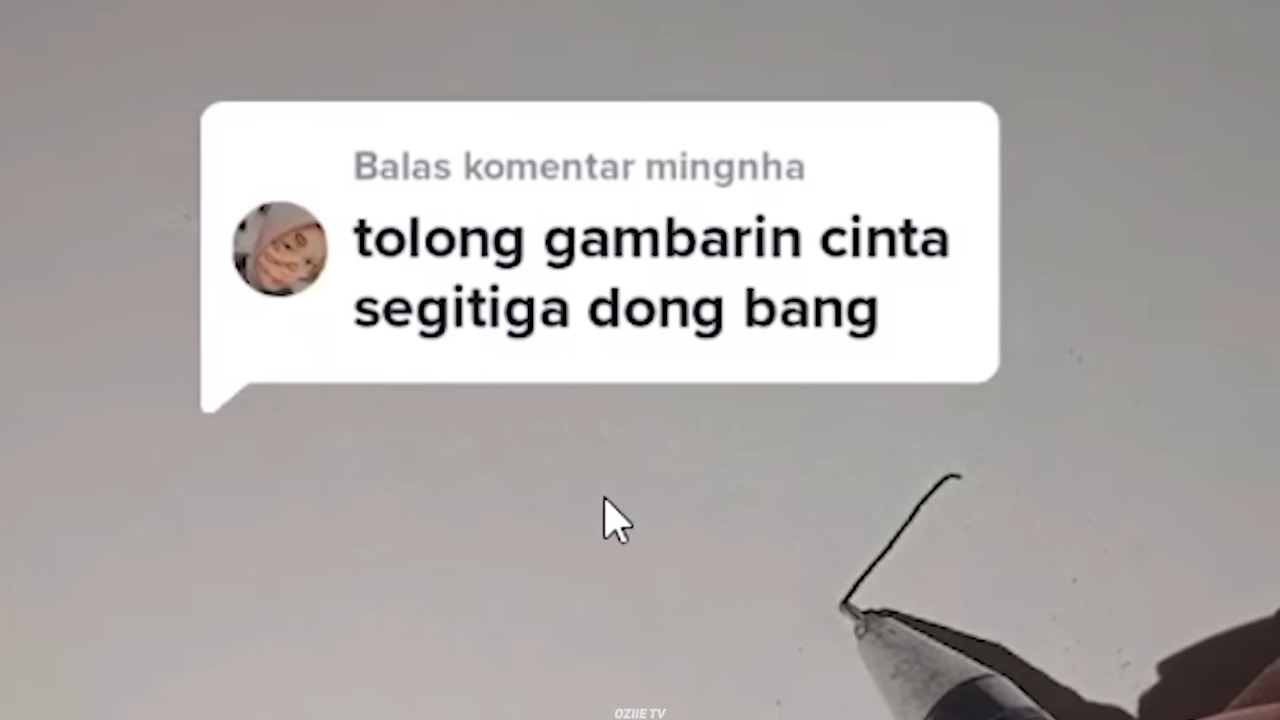 Balas komentar mingnha
tolong gambarin cinta
segitiga dong bang
OZIIE TV